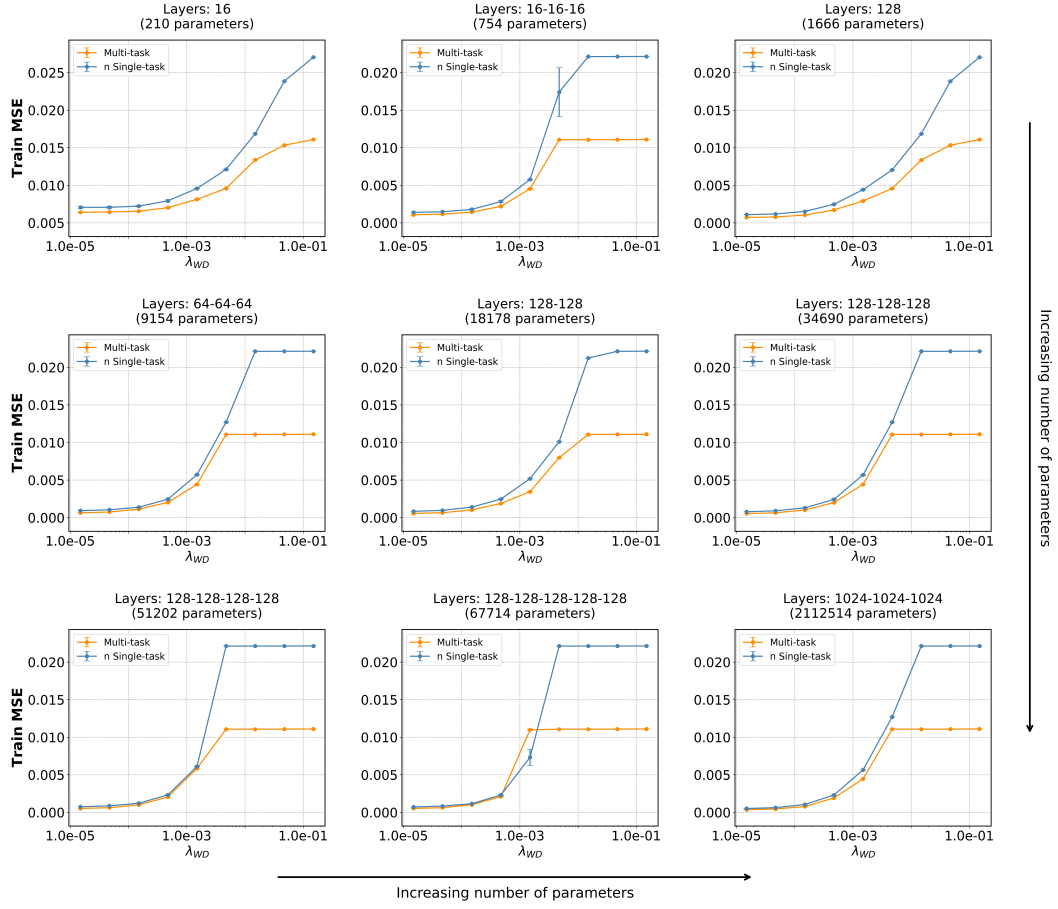 Layers: 16
(210 parameters)
Layers: 16-16-16
(754 parameters)
Layers: 128
(1666 parameters)
Train MSE
0.025
0.020
0.015
0.010
0.005
Multi-task
n Single-task
1.0e-05
1.0e-03
1.0e-01
λWD
0.020
0.015
0.010
0.005
0.000
Multi-task
n Single-task
1.0e-05
1.0e-03
1.0e-01
λWD
0.020
0.015
0.010
0.005
0.000
Multi-task
n Single-task
1.0e-05
1.0e-03
1.0e-01
λWD
Layers: 64-64-64
(9154 parameters)
Layers: 128-128
(18178 parameters)
Layers: 128-128-128
(34690 parameters)
Train MSE
0.020
0.015
0.010
0.005
0.000
Multi-task
n Single-task
1.0e-05
1.0e-03
1.0e-01
λWD
0.020
0.015
0.010
0.005
0.000
Multi-task
n Single-task
1.0e-05
1.0e-03
1.0e-01
λWD
0.020
0.015
0.010
0.005
0.000
Multi-task
n Single-task
1.0e-05
1.0e-03
1.0e-01
λWD
Increasing number of parameters
Layers: 128-128-128-128
(51202 parameters)
Layers: 128-128-128-128-128
(67714 parameters)
Layers: 1024-1024-1024
(2112514 parameters)
Train MSE
0.020
0.015
0.010
0.005
0.000
Multi-task
n Single-task
1.0e-05
1.0e-03
1.0e-01
λWD
0.020
0.015
0.010
0.005
0.000
Multi-task
n Single-task
1.0e-05
1.0e-03
1.0e-01
λWD
0.020
0.015
0.010
0.005
0.000
Multi-task
n Single-task
1.0e-05
1.0e-03
1.0e-01
λWD
Increasing number of parameters